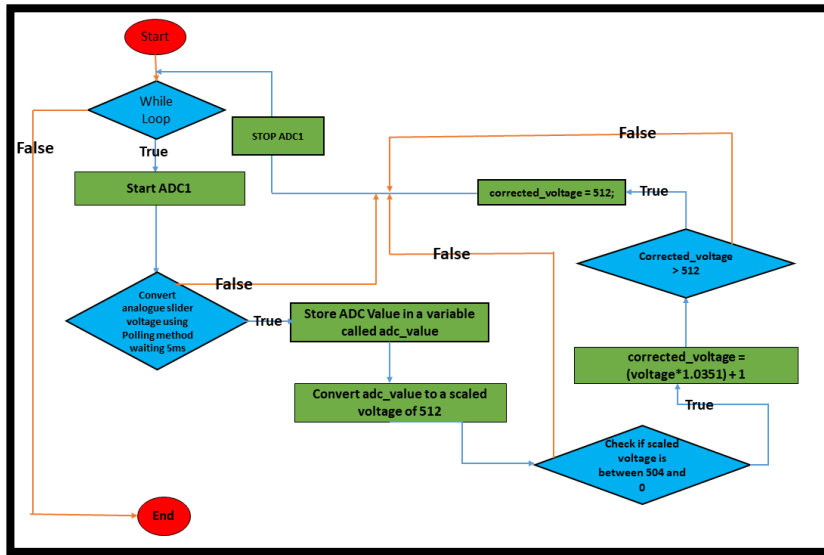 Start
While
Loop
False
True
Start ADC1
STOP ADC1
Convert
analogue slider
voltage using
Polling method
waiting 5ms
False
True
Store ADC Value in a variable
called adc_value
Convert adc_value to a scaled
voltage of 512
Check if scaled
voltage is
between 504 and
0
False
True
corrected_voltage =
(voltage*1.0351) + 1
Corrected_voltage
> 512
False
True
corrected_voltage = 512;
End